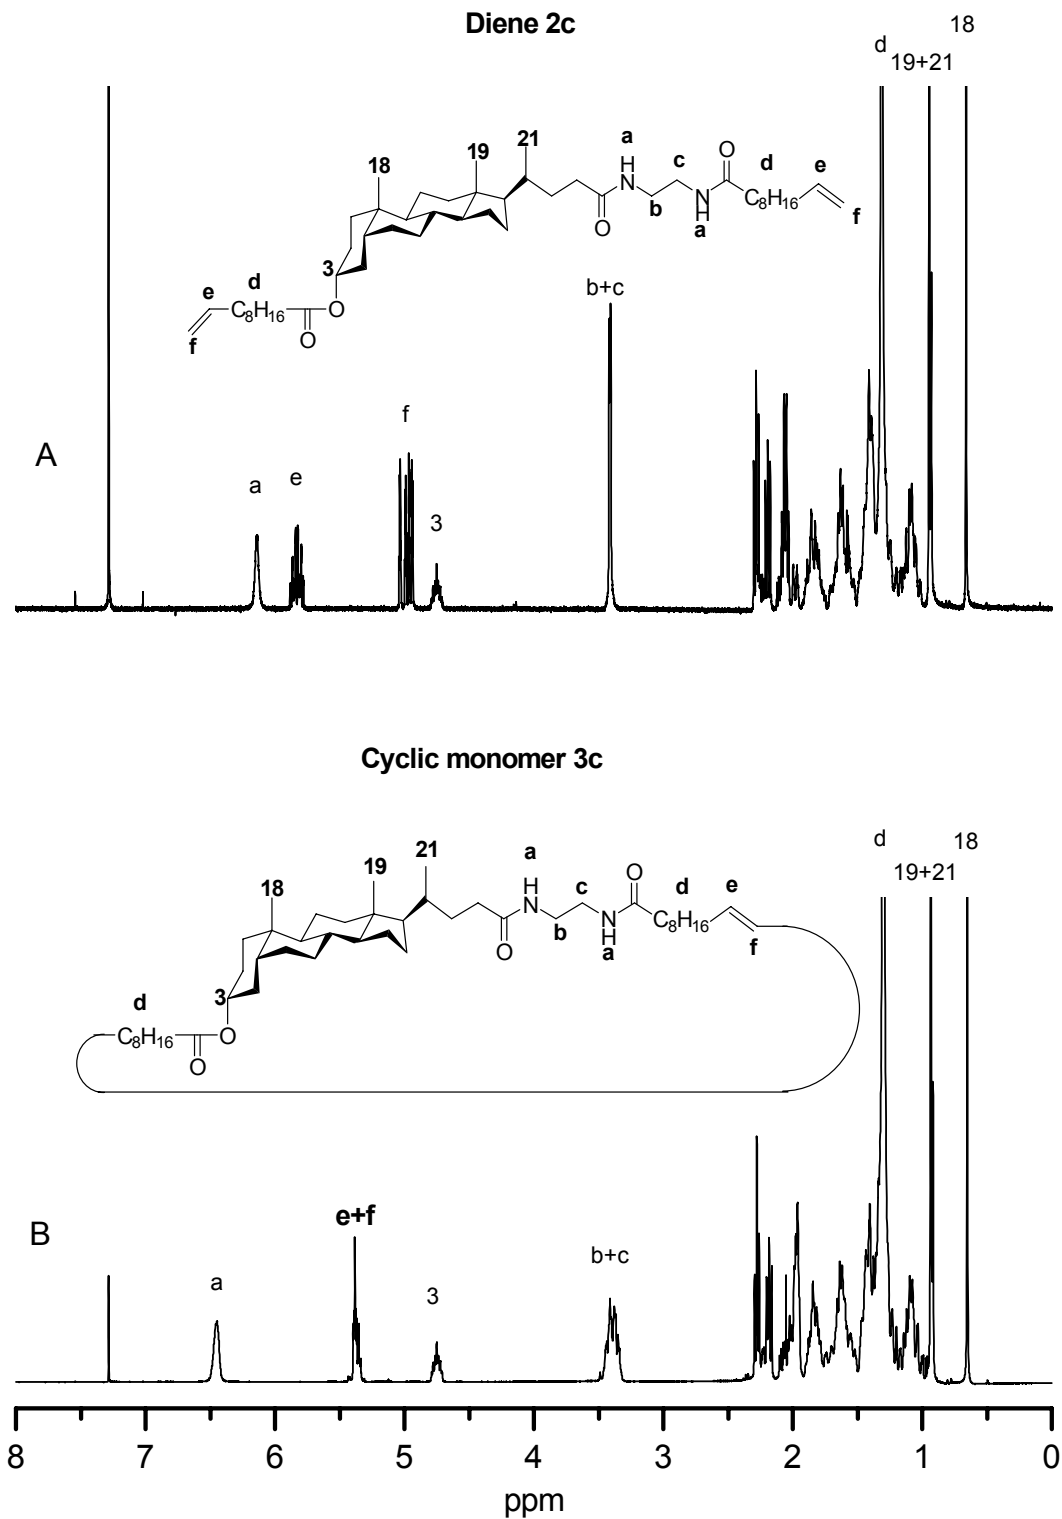 Diene 2c
18
d
19+21
21
a
O
d
e
18
19
H
N
c
C8H16
f
O
b
N
H
a
3
e
d
C8H16
O
f
O
b+c
f
A
a
e
3
Cyclic monomer 3c
d
18
19+21
21
a
O
d
e
18
19
H
N
c
C8H16
f
O
b
N
H
a
3
d
C8H16
O
O
B
e+f
a
3
b+c
8 7 6 5 4 3 2 1 0
ppm